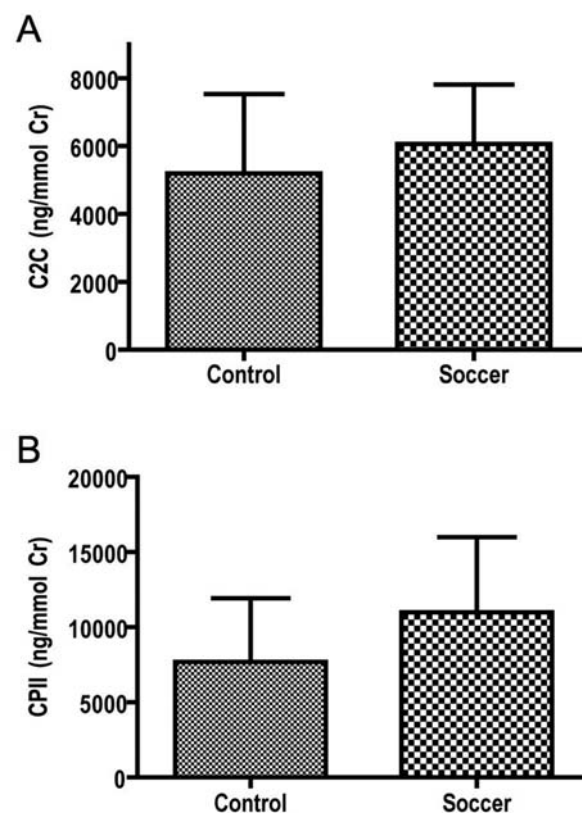 A
C2C (ng/mmol Cr)
8000
6000
4000
2000
0
Control Soccer
B
CPII (ng/mmol Cr)
20000
15000
10000
5000
0
Control Soccer